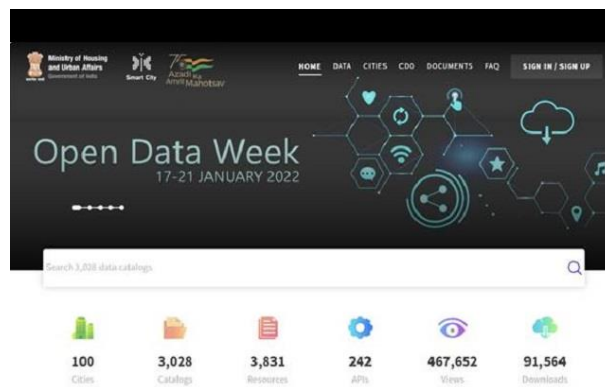 Ministry of Housing
and Urban Affairs
Government of India
Smart City
Azadi Ka
Amrit Mahotsav
HOME DATA CITIES CDO DOCUMENTS FAQ SIGN IN / SIGN UP
Open Data Week
17-21 JANUARY 2022
Search 3,028 data catalogs
100 3,028 3,831 242 467,652 91,564
Cities Catalogs Resources APIs Views Downloads